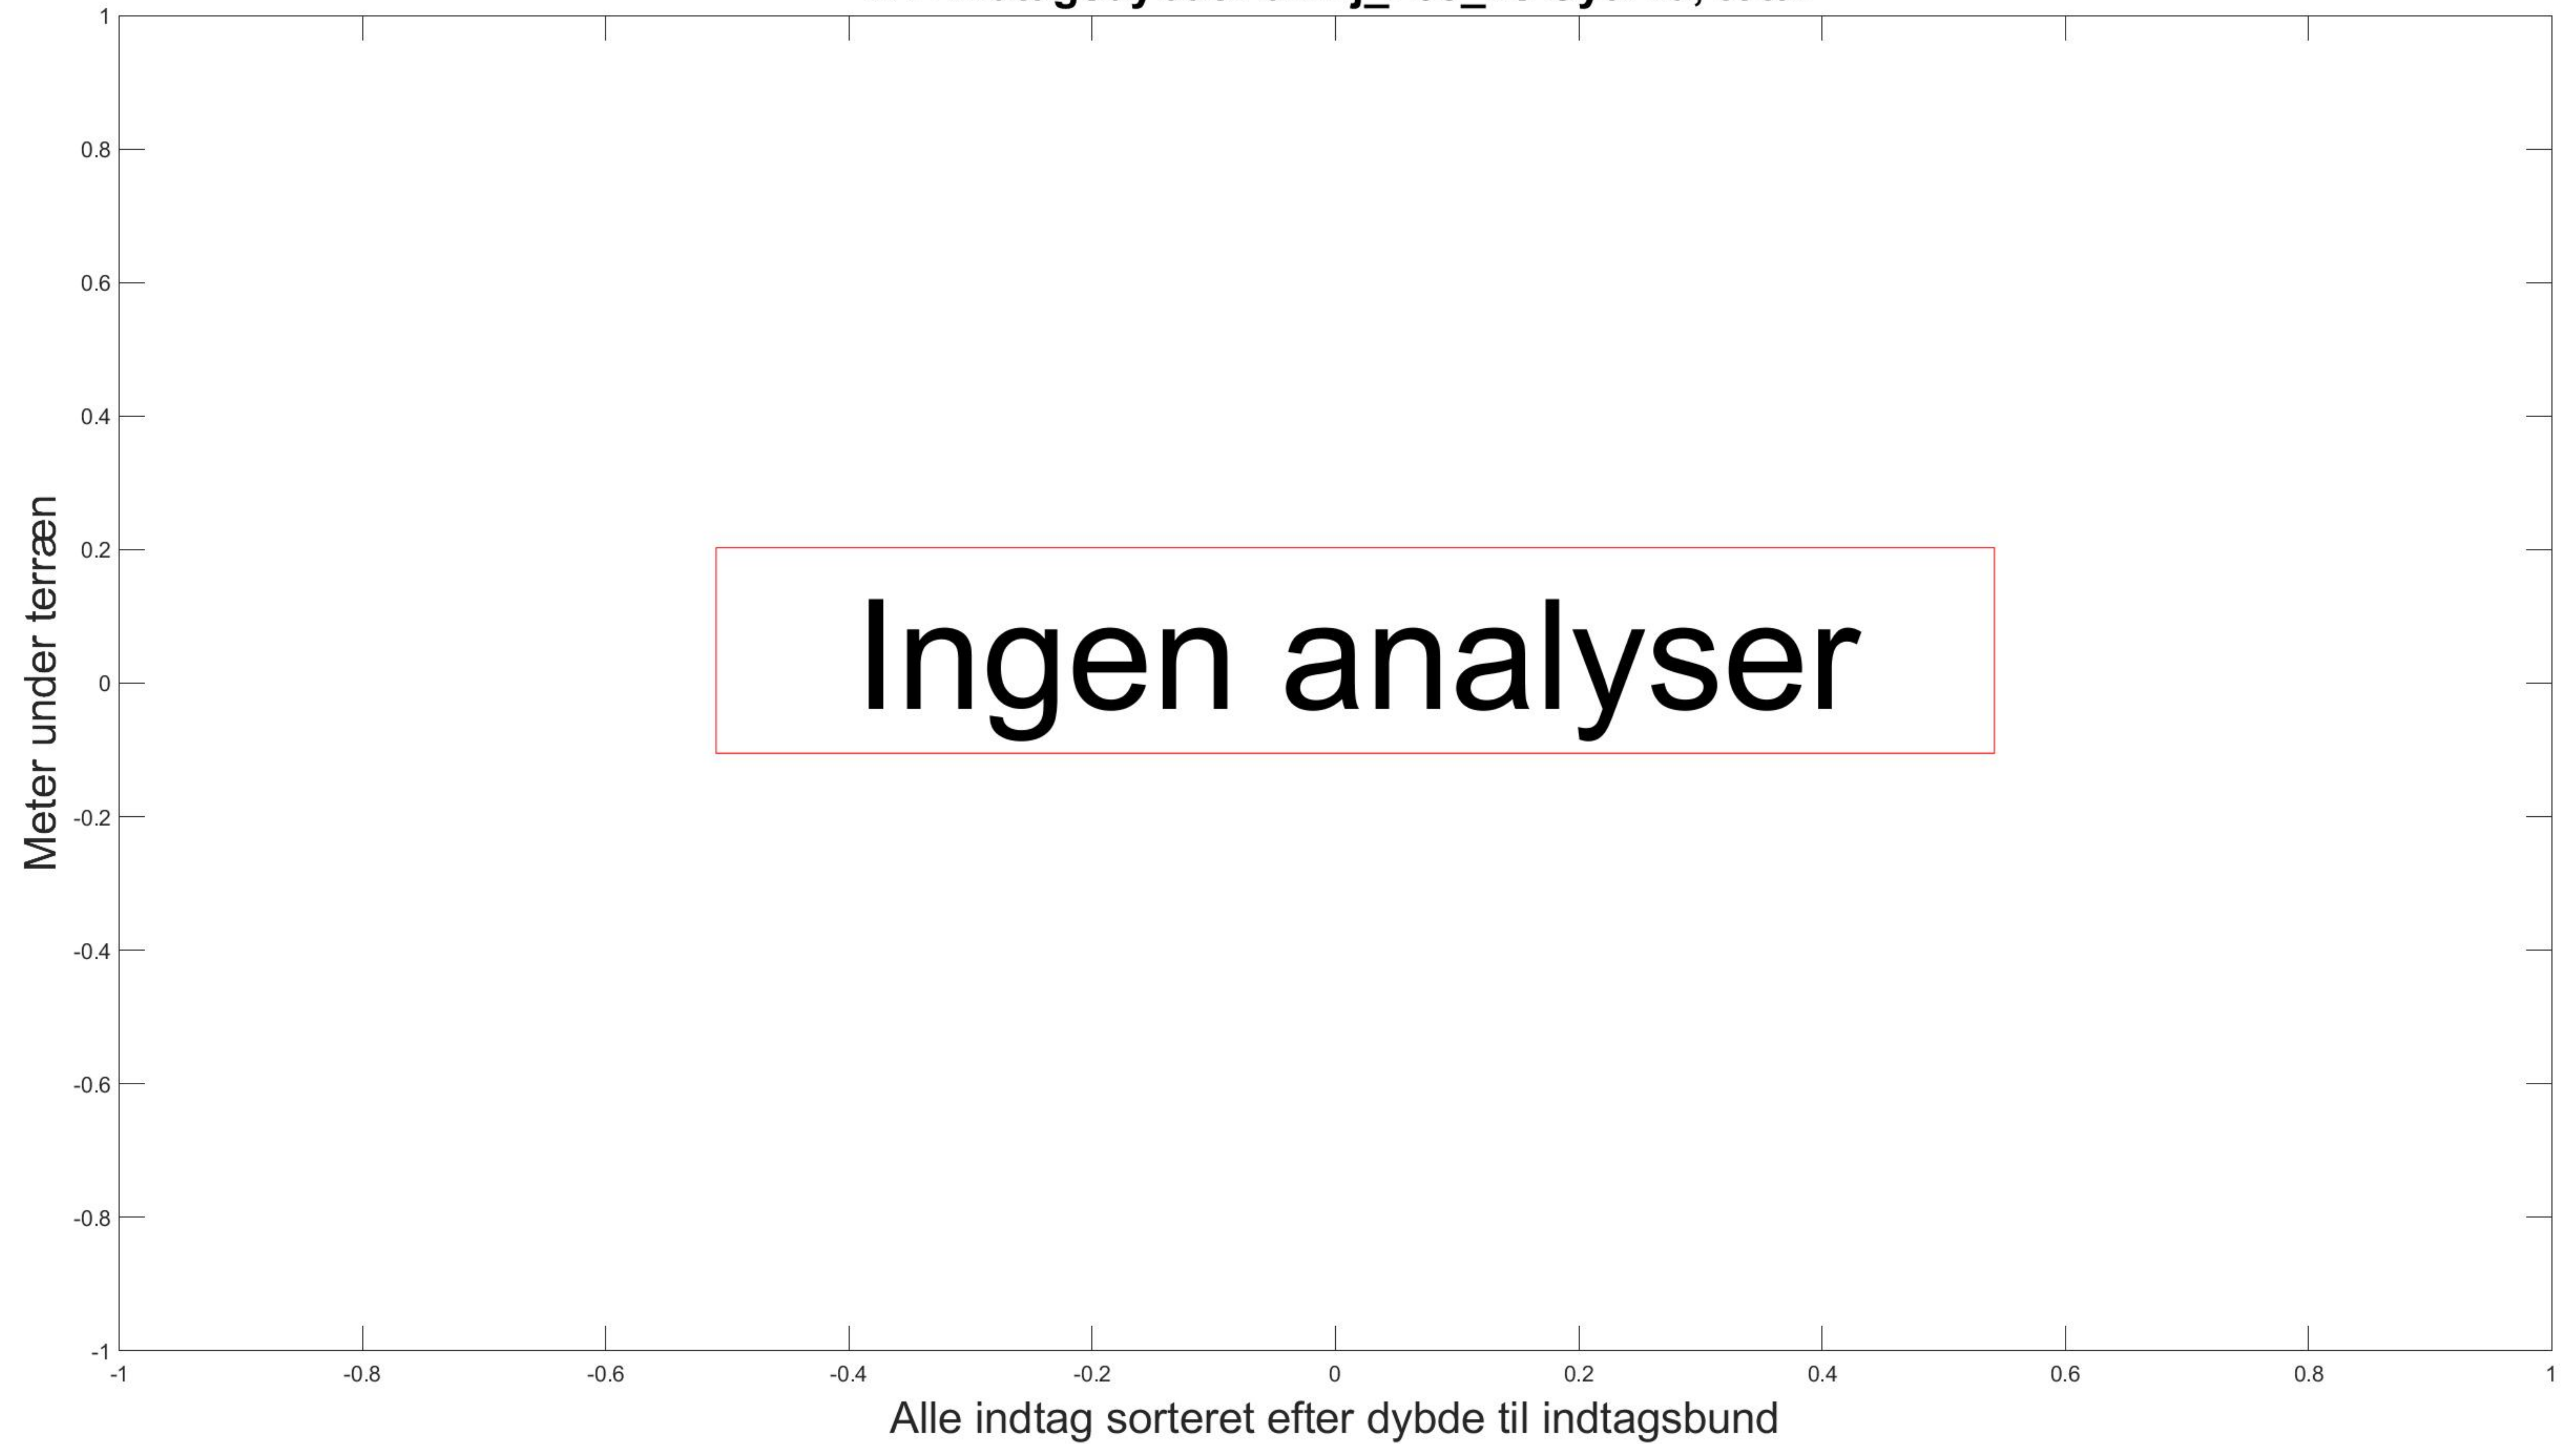 1
0.8
0.6
0.4
0.2
0
-0.2
-0.4
-0.6
-0.8
-1
Meter under terræn
Ingen analyser
-1 -0.8 -0.6 -0.4 -0.2 0 0.2 0.4 0.6 0.8 1
Alle indtag sorteret efter dybde til indtagsbund